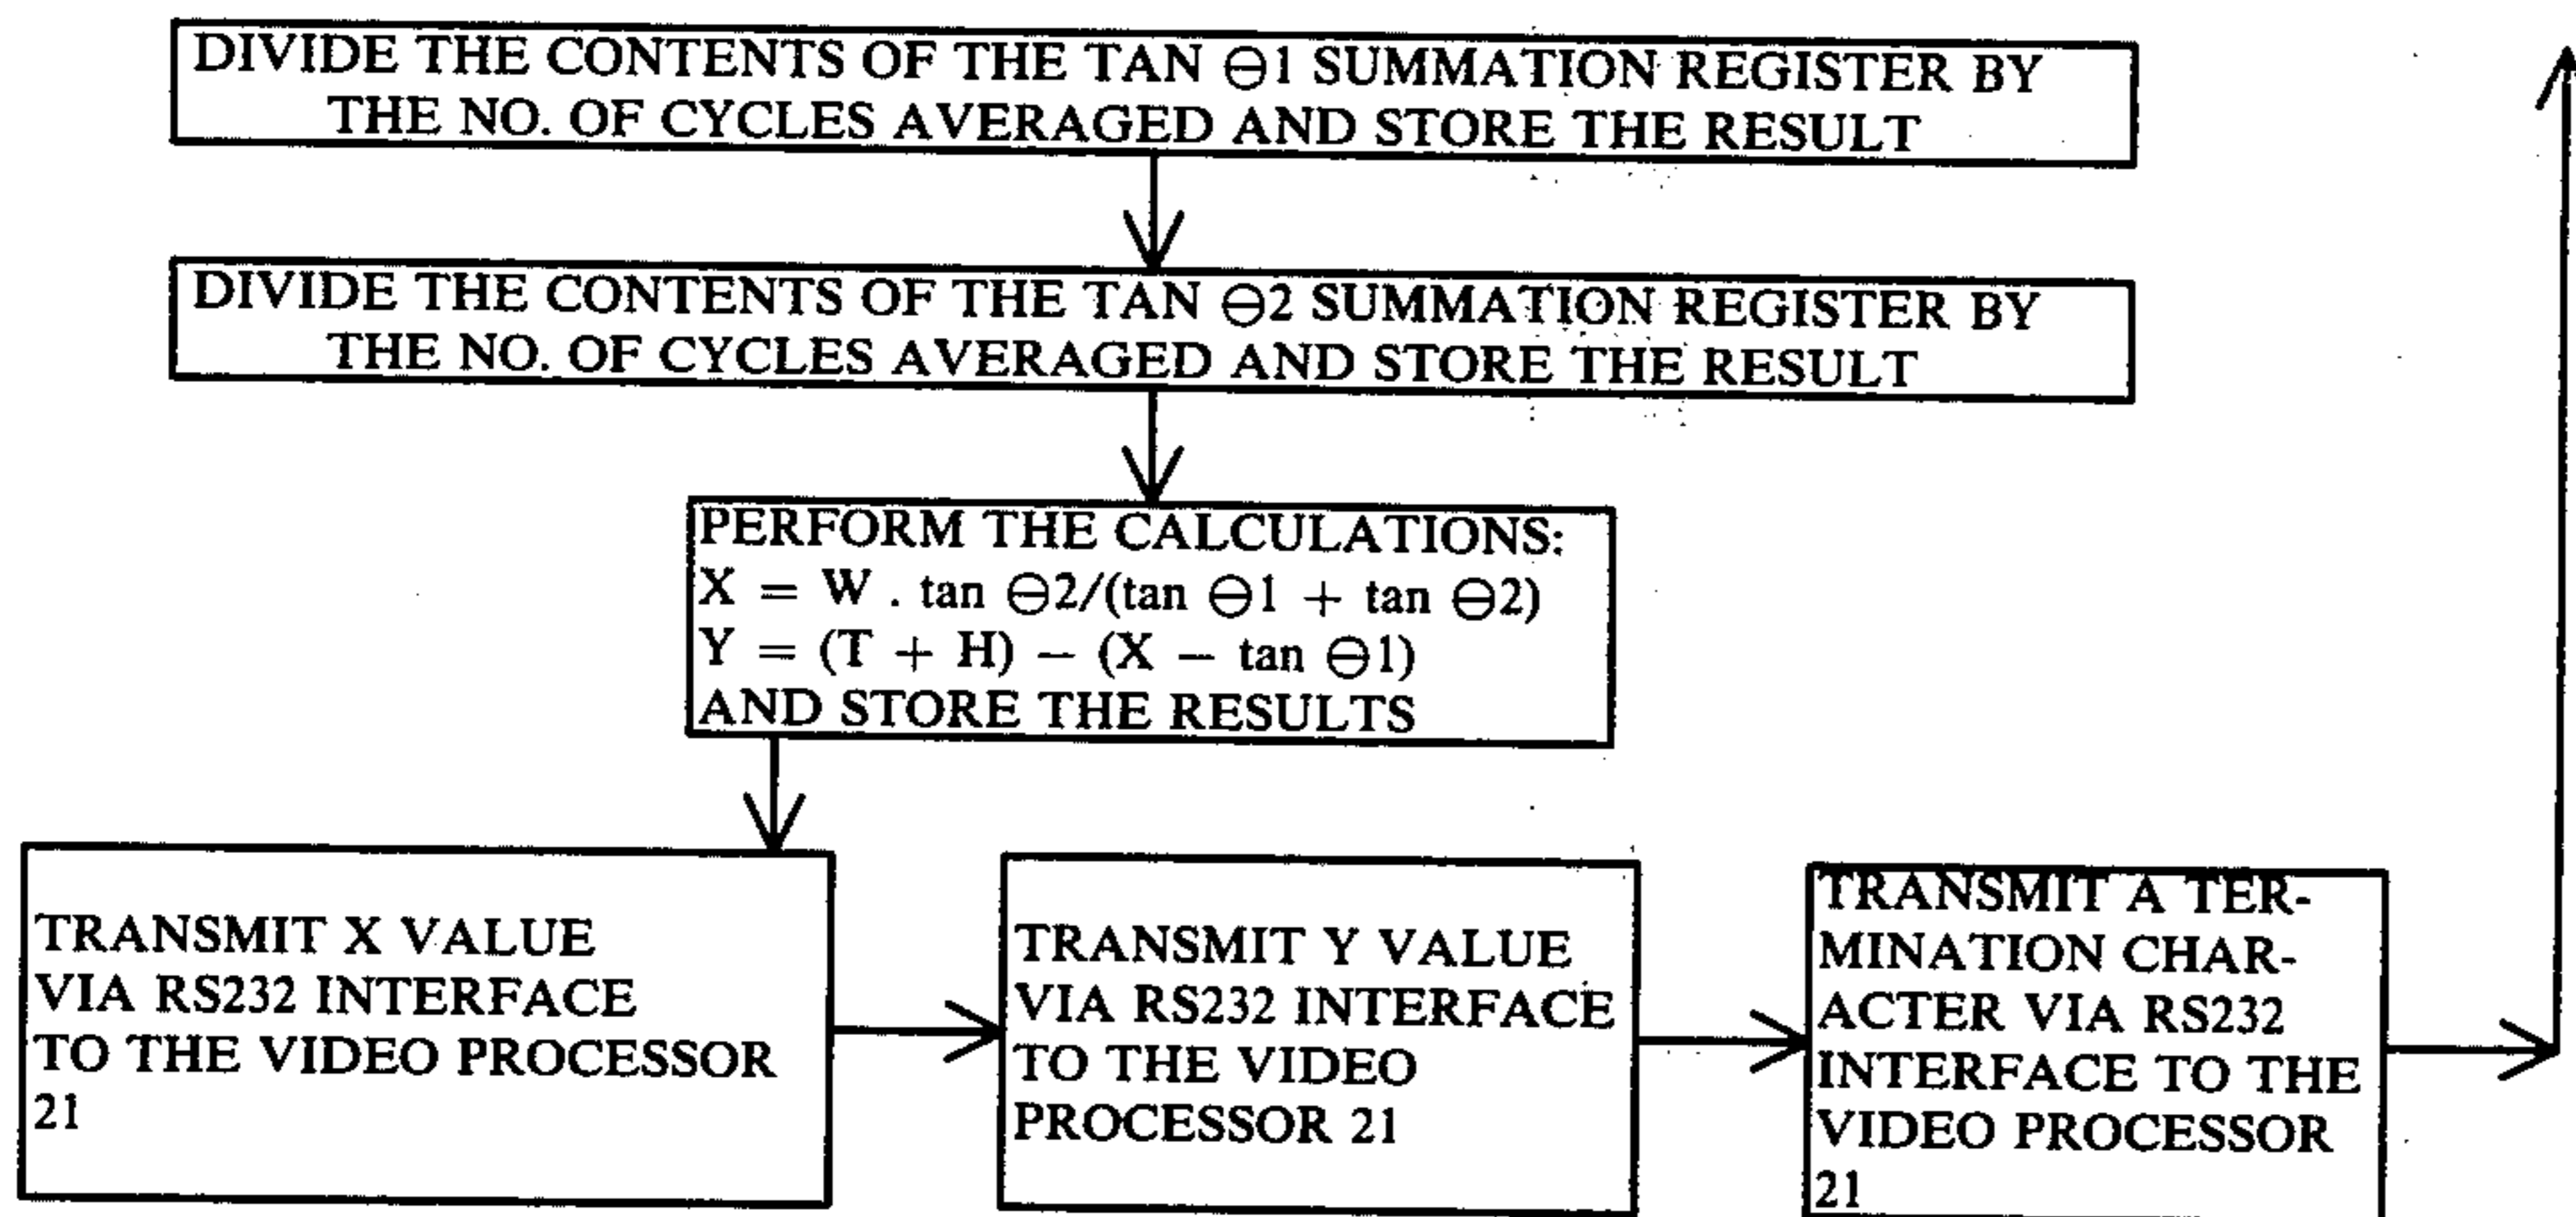 DIVIDE THE CONTENTS OF THE TAN ⊖1 SUMMATION REGISTER BY
THE NO. OF CYCLES AVERAGED AND STORE THE RESULT
DIVIDE THE CONTENTS OF THE TAN ⊖2 SUMMATION REGISTER BY
THE NO. OF CYCLES AVERAGED AND STORE THE RESULT
PERFORM THE CALCULATIONS:
X = W . tan ⊖2/(tan ⊖1 + tan ⊖2)
Y = (T + H) − (X − tan ⊖1)
AND STORE THE RESULTS
TRANSMIT X VALUE
VIA RS232 INTERFACE
TO THE VIDEO PROCESSOR
21
TRANSMIT Y VALUE
VIA RS232 INTERFACE
TO THE VIDEO
PROCESSOR 21
TRANSMIT A TER-
MINATION CHAR-
ACTER VIA RS232
INTERFACE TO THE
VIDEO PROCESSOR
21